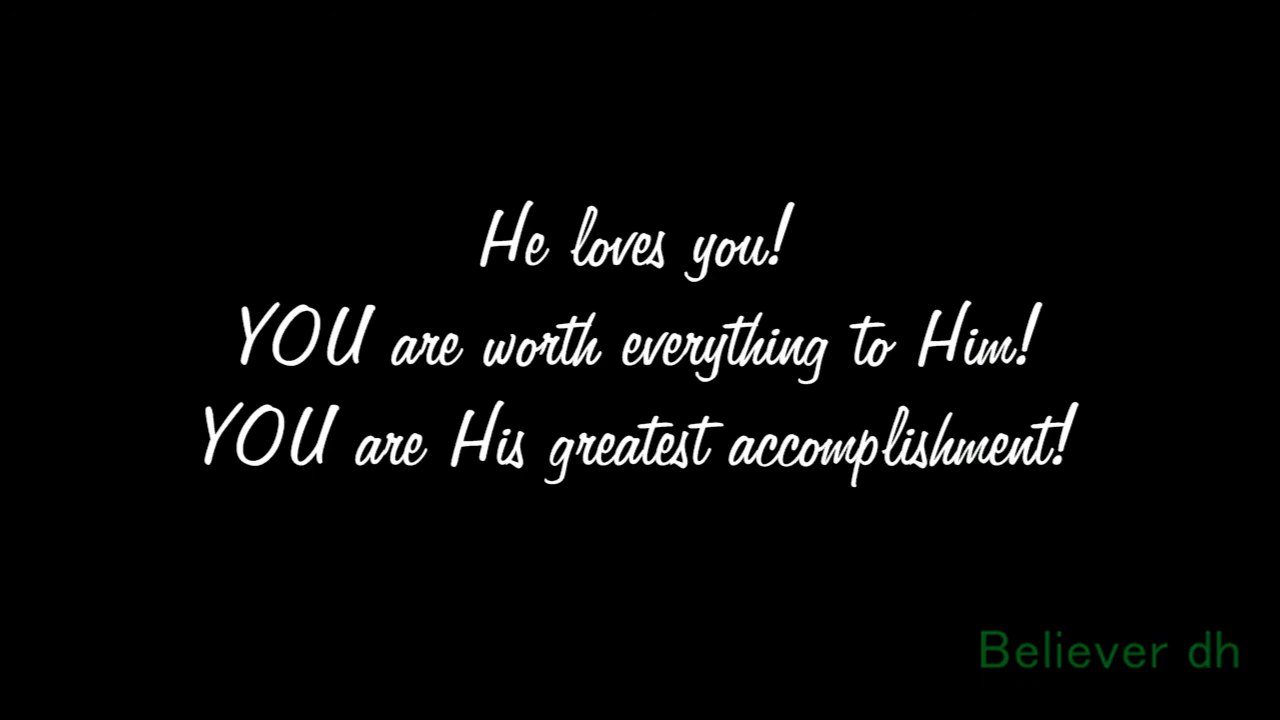 He loves you!
YOU are worth everything to Him!
YOU are His greatest accomplishment!
Believer dh